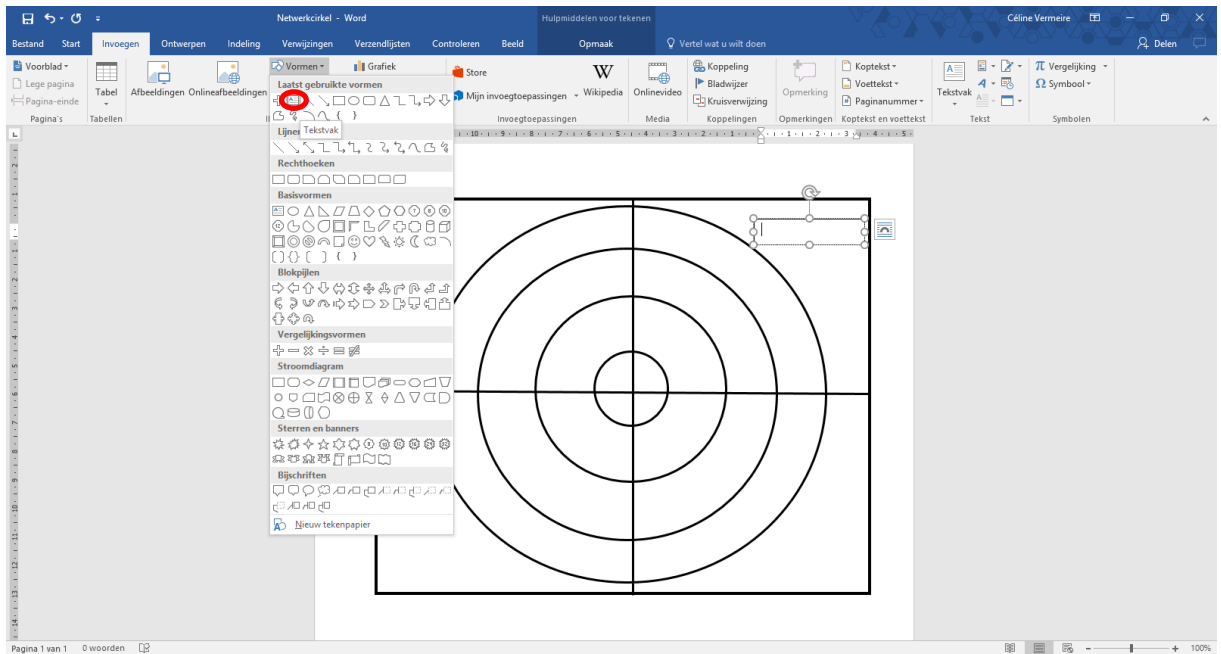 Netwerkcirkel - Word
Hulpmiddelen voor tekenen
Céline Vermeire
Bestand Start Invoegen Ontwerpen Indeling Verwijzingen Verzendlijsten Controleren Beeld Opmaak Vertel wat u wilt doen Delen
Voorblad
Lege pagina
Pagina-einde
Pagina's
Tabel
Tabellen
Afbeeldingen
Onlineafbeeldingen
Vormen
Grafiek
Store
Mijn invoegtoepassingen
W
Wikipedia
Invoegtoepassingen
Onlinevideo
Media
Koppeling
Bladwijzer
Kruisverwijzing
Koppelingen
Opmerking
Opmerkingen
Koptekst
Voettekst
Paginanummer
Koptekst en voettekst
Tekstvak
Tekst
π Vergelijking
Ω Symbool
Symbolen
Laatst gebruikte vormen
Tekstvak
Rechthoeken
Basisvormen
Blokpijlen
Vergelijkingsvormen
Stroomdiagram
Sterren en banners
Bijschriften
Nieuw tekenpapier
Pagina 1 van 1 0 woorden
100%